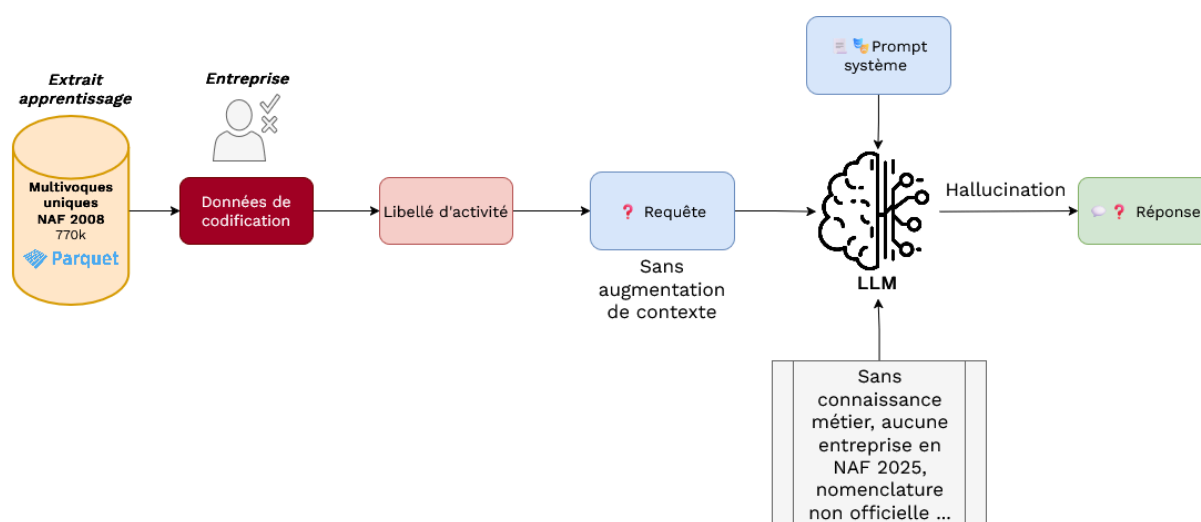 Extrait
apprentissage
Multivoques
uniques
NAF 2008
770k
Parquet
Entreprise
Données de
codification
Libellé d'activité
❓ Requête
Sans
augmentation
de contexte
Prompt
système
LLM
Hallucination
❓ Réponse
Sans
connaissance
métier, aucune
entreprise en
NAF 2025,
nomenclature
non officielle ...